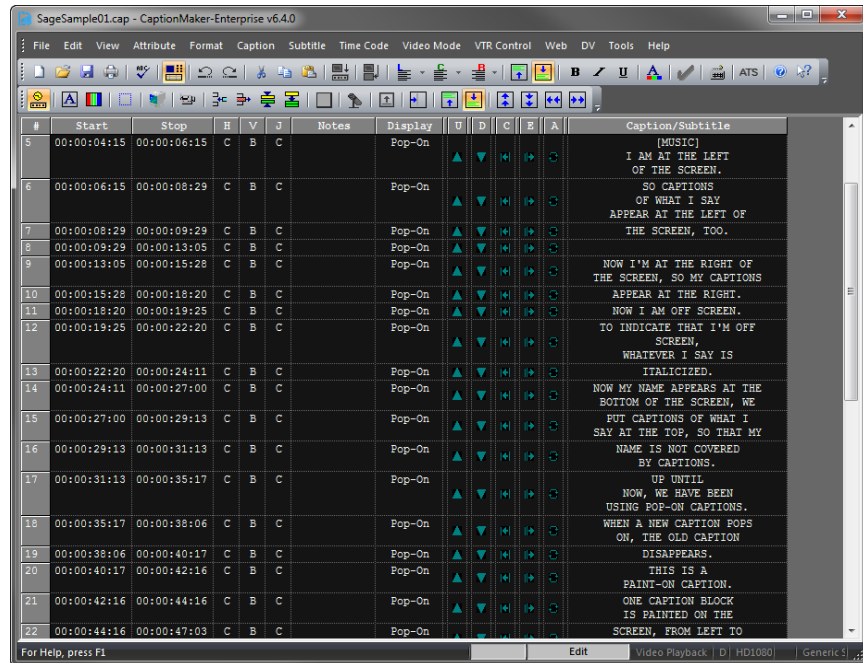 SageSample01.cap - CaptionMaker-Enterprise v6.4.0
File Edit View Attribute Format Caption Subtitle Time Code Video Mode VTR Control Web DV Tools Help
B I U A ATS
A
# Start Stop H V J Notes Display U D C E A Caption/Subtitle
5 00:00:04:15 00:00:06:15 C B C Pop-On [MUSIC]
I AM AT THE LEFT
OF THE SCREEN.
6 00:00:06:15 00:00:08:29 C B C Pop-On SO CAPTIONS
OF WHAT I SAY
APPEAR AT THE LEFT OF
7 00:00:08:29 00:00:09:29 C B C Pop-On THE SCREEN, TOO.
8 00:00:09:29 00:00:13:05 C B C Pop-On
9 00:00:13:05 00:00:15:28 C B C Pop-On NOW I'M AT THE RIGHT OF
THE SCREEN, SO MY CAPTIONS
10 00:00:15:28 00:00:18:20 C B C Pop-On APPEAR AT THE RIGHT.
11 00:00:18:20 00:00:19:25 C B C Pop-On NOW I AM OFF SCREEN.
12 00:00:19:25 00:00:22:20 C B C Pop-On TO INDICATE THAT I'M OFF
SCREEN,
WHATEVER I SAY IS
13 00:00:22:20 00:00:24:11 C B C Pop-On ITALICIZED.
14 00:00:24:11 00:00:27:00 C B C Pop-On NOW MY NAME APPEARS AT THE
BOTTOM OF THE SCREEN, WE
15 00:00:27:00 00:00:29:13 C B C Pop-On PUT CAPTIONS OF WHAT I
SAY AT THE TOP, SO THAT MY
16 00:00:29:13 00:00:31:13 C B C Pop-On NAME IS NOT COVERED
BY CAPTIONS.
17 00:00:31:13 00:00:35:17 C B C Pop-On UP UNTIL
NOW, WE HAVE BEEN
USING POP-ON CAPTIONS.
18 00:00:35:17 00:00:38:06 C B C Pop-On WHEN A NEW CAPTION POPS
ON, THE OLD CAPTION
19 00:00:38:06 00:00:40:17 C B C Pop-On DISAPPEARS.
20 00:00:40:17 00:00:42:16 C B C Pop-On THIS IS A
PAINT-ON CAPTION.
21 00:00:42:16 00:00:44:16 C B C Pop-On ONE CAPTION BLOCK
IS PAINTED ON THE
22 00:00:44:16 00:00:47:03 C B C Pop-On SCREEN, FROM LEFT TO
For Help, press F1 Edit Video Playback D HD1080 Generic S